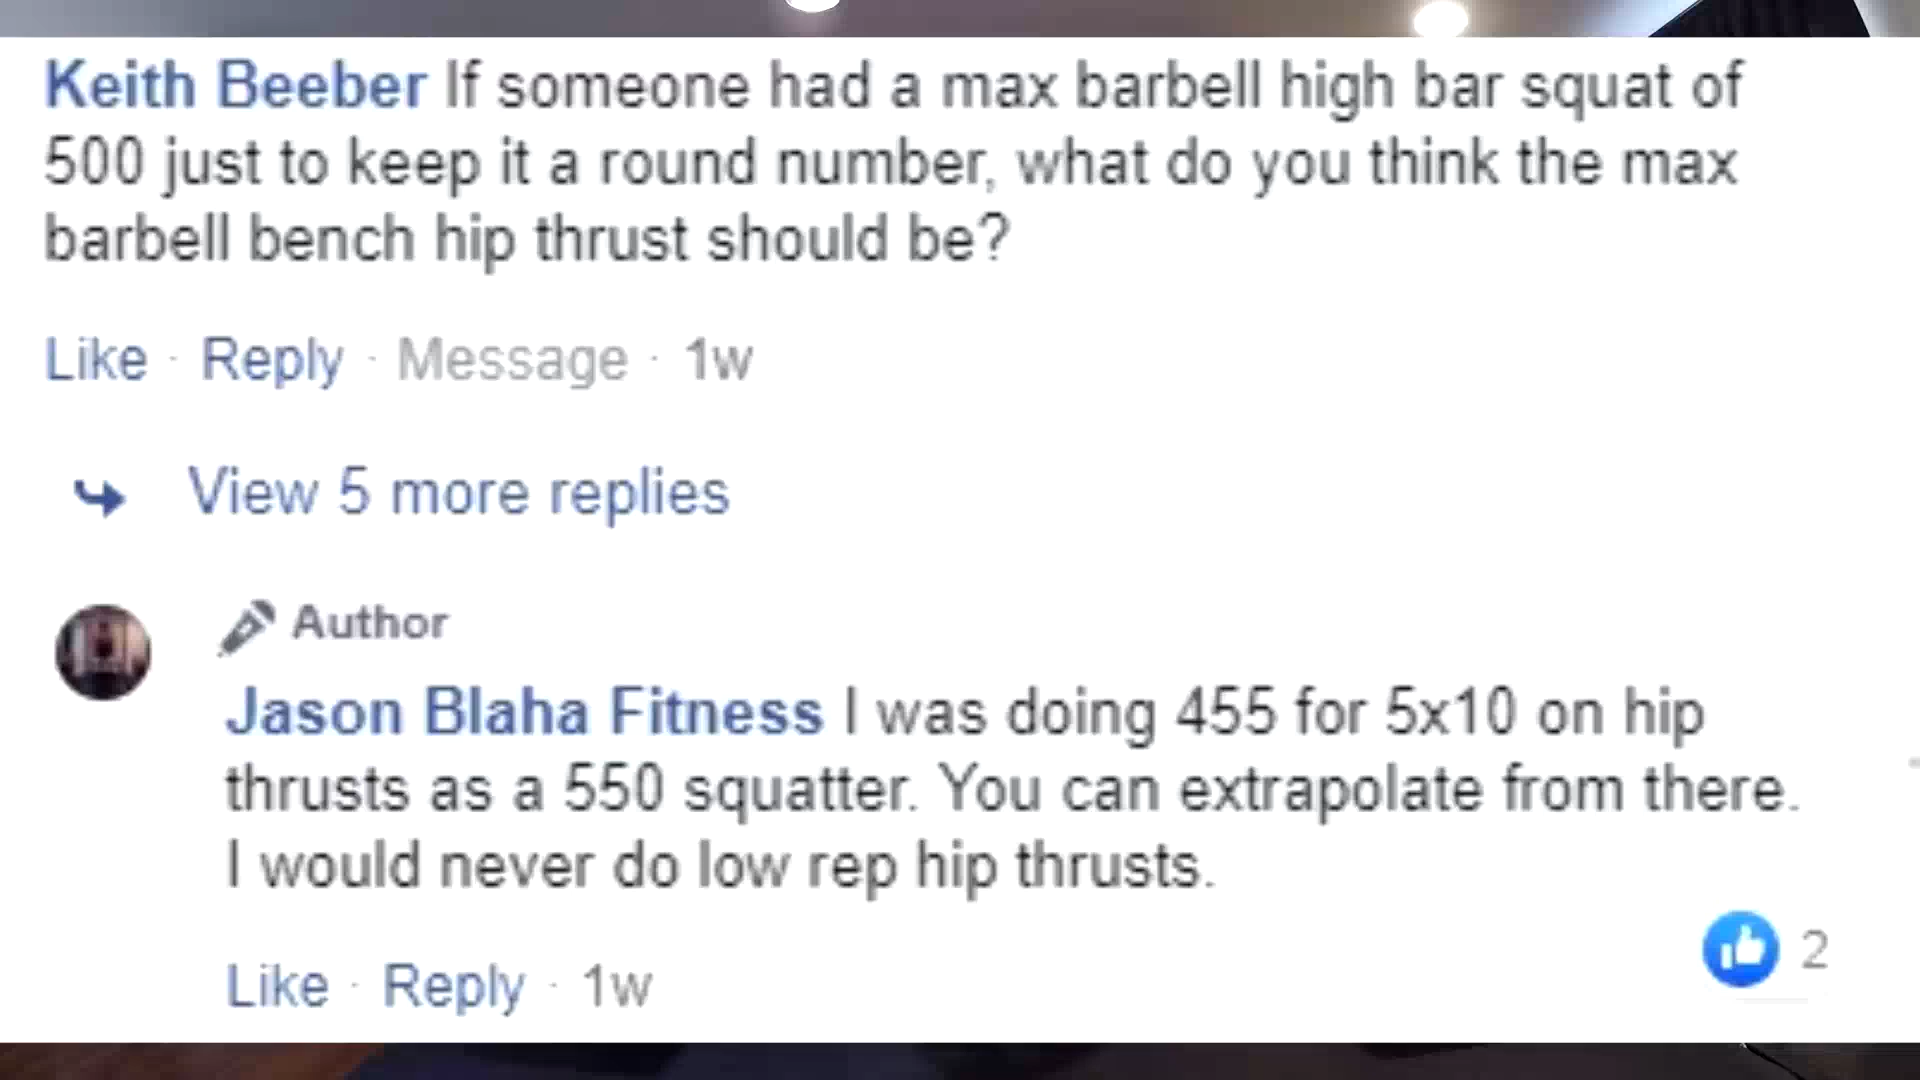 Keith Beeber If someone had a max barbell high bar squat of
500 just to keep it a round number, what do you think the max
barbell bench hip thrust should be?
Like · Reply · Message · 1w
View 5 more replies
Author
Jason Blaha Fitness I was doing 455 for 5x10 on hip
thrusts as a 550 squatter. You can extrapolate from there.
I would never do low rep hip thrusts.
2
Like · Reply · 1w